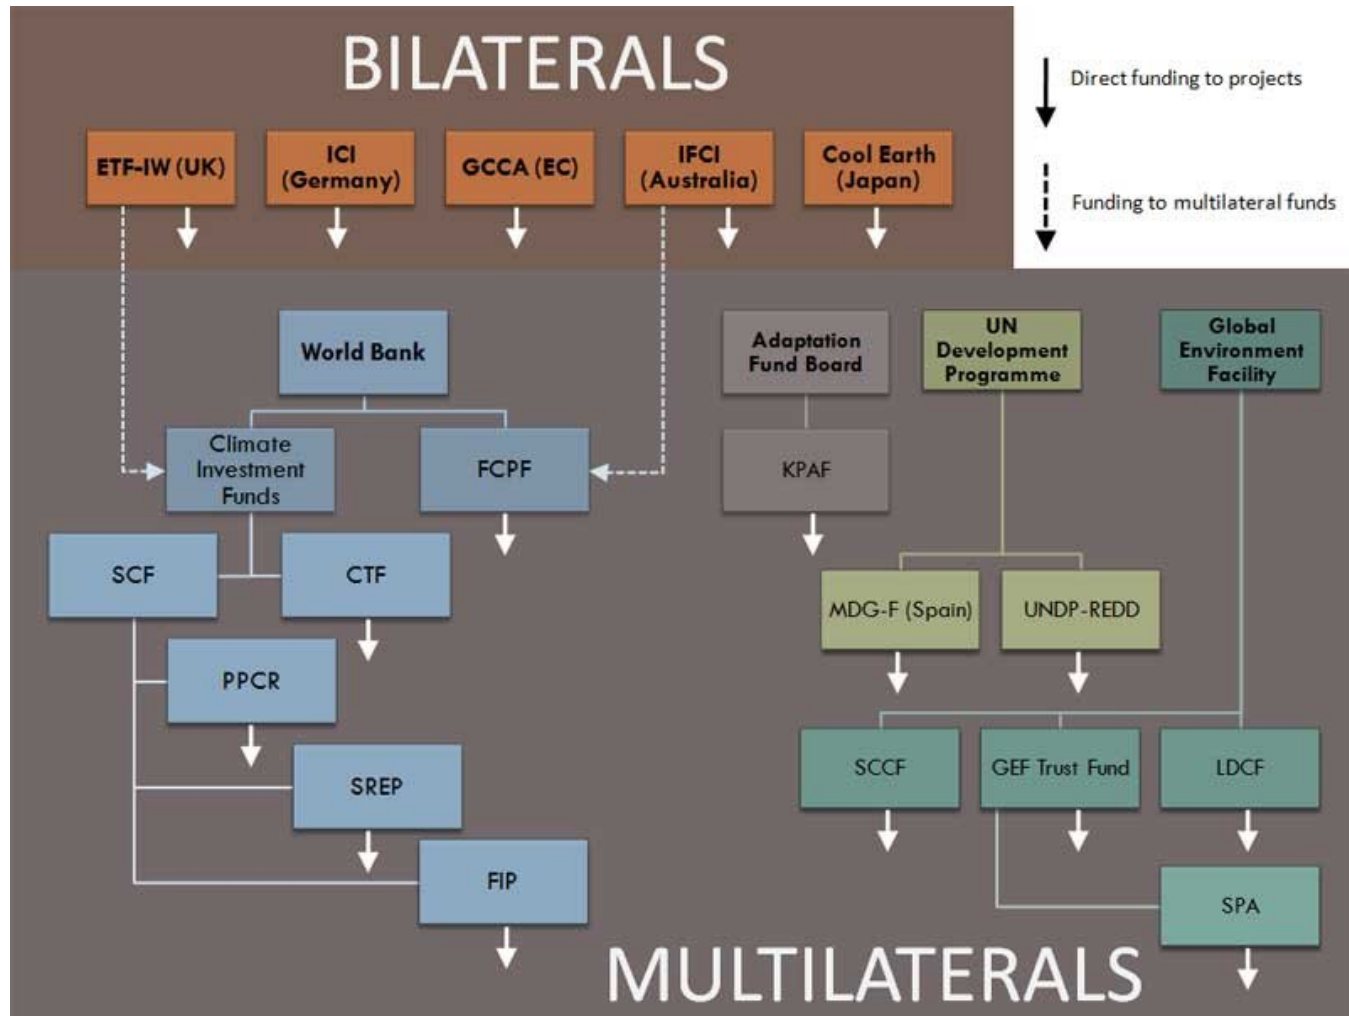 BILATERALS
Direct funding to projects
Funding to multilateral funds
ETF-IW (UK)
ICI
(Germany)
GCCA (EC)
IFCI
(Australia)
Cool Earth
(Japan)
World Bank
Adaptation
Fund Board
UN
Development
Programme
Global
Environment
Facility
Climate
Investment
Funds
FCPF
KPAF
SCF
CTF
MDG-F (Spain)
UNDP-REDD
PPCR
SREP
FIP
SCCF
GEF Trust Fund
LDCF
SPA
MULTILATERALS